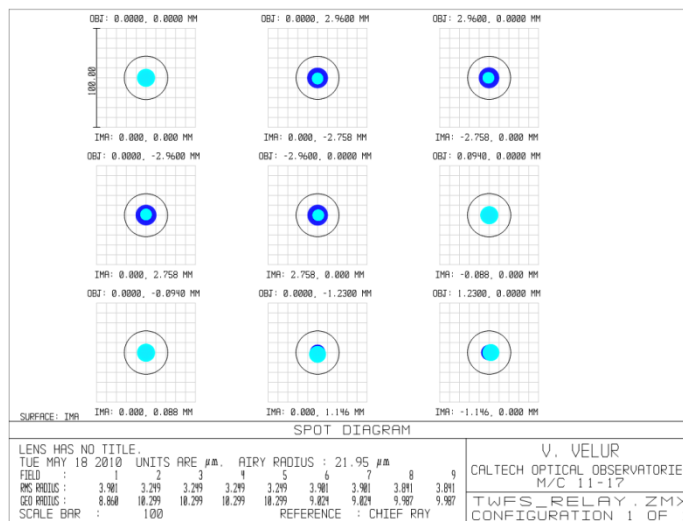 OBJ: 0.0000, 0.0000 MM
OBJ: 0.0000, 2.9600 MM
OBJ: 2.9600, 0.0000 MM
100.00
IMA: 0.000, 0.000 MM
IMA: 0.000, -2.758 MM
IMA: -2.758, 0.000 MM
OBJ: 0.0000, -2.9600 MM
OBJ: -2.9600, 0.0000 MM
OBJ: 0.0940, 0.0000 MM
IMA: 0.000, 2.758 MM
IMA: 2.758, 0.000 MM
IMA: -0.088, 0.000 MM
OBJ: 0.0000, -0.0940 MM
OBJ: 0.0000, -1.2300 MM
OBJ: 1.2300, 0.0000 MM
IMA: 0.000, 0.088 MM
IMA: 0.000, 1.146 MM
IMA: -1.146, 0.000 MM
SURFACE: IMA
SPOT DIAGRAM
LENS HAS NO TITLE.
TUE MAY 18 2010 UNITS ARE µm. AIRY RADIUS : 21.95 µm
FIELD : 1 2 3 4 5 6 7 8 9
RMS RADIUS : 3.901 3.249 3.249 3.249 3.249 3.901 3.901 3.841 3.841
GEO RADIUS : 8.860 10.299 10.299 10.299 10.299 9.024 9.024 9.987 9.987
SCALE BAR : 100 REFERENCE : CHIEF RAY
V. VELUR
CALTECH OPTICAL OBSERVATORIE
M/C 11-17
TWFS_RELAY.ZMX
CONFIGURATION 1 OF